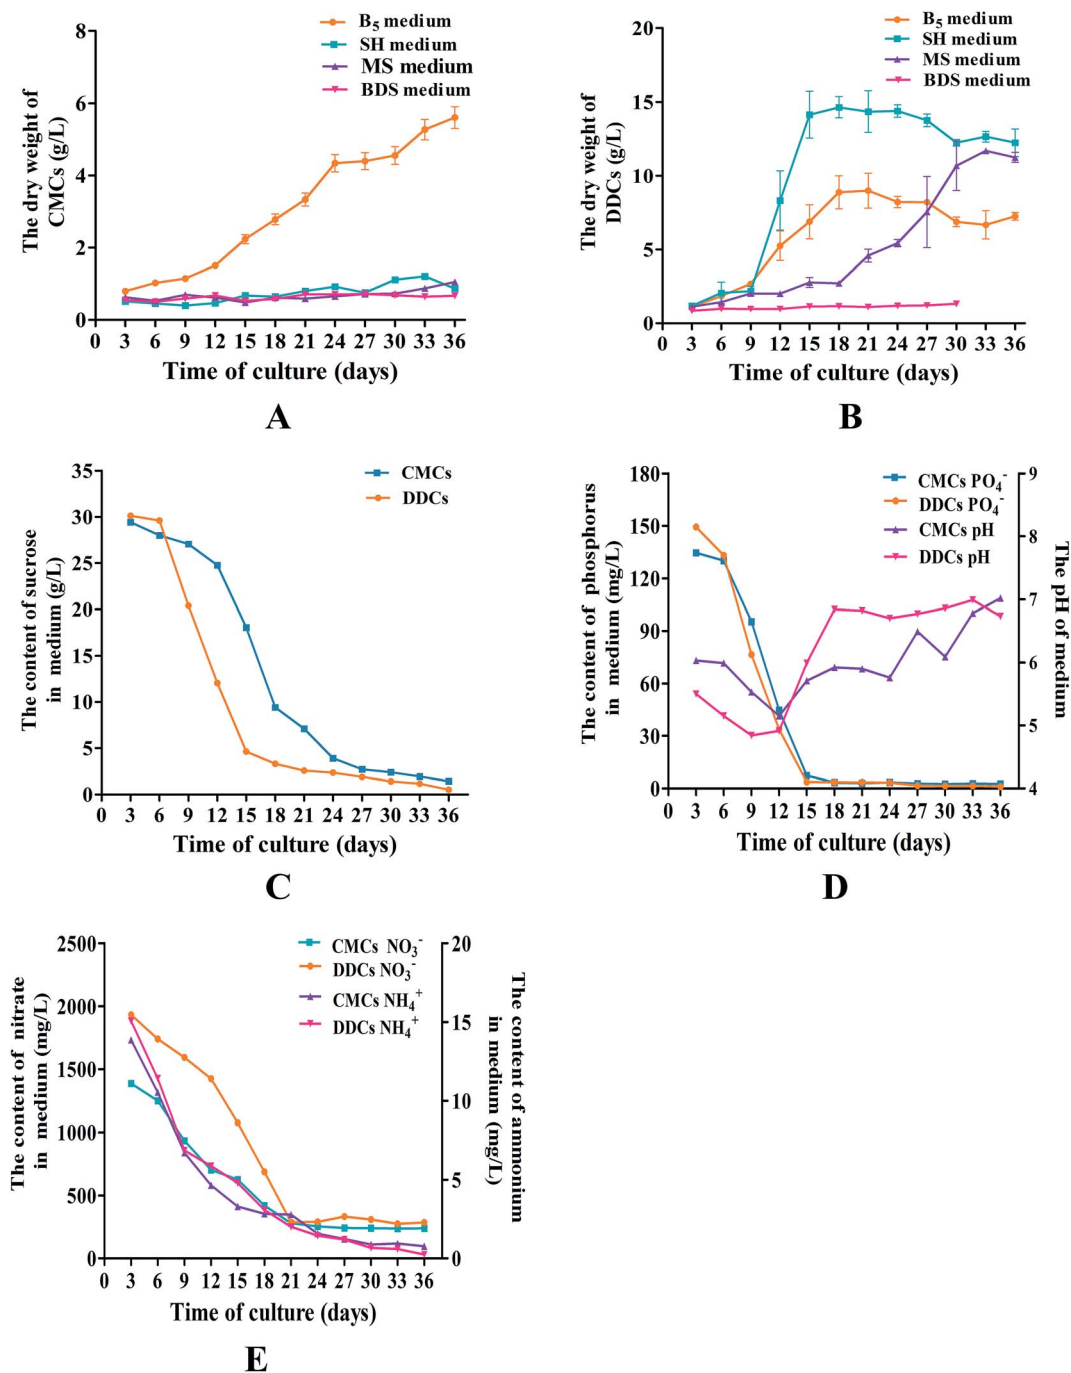 The dry weight of
CMCs (g/L)
8
6
4
2
0
B5 medium
SH medium
MS medium
BDS medium
0 3 6 9 12 15 18 21 24 27 30 33 36
Time of culture (days)
A
The dry weight of
DDCs (g/L)
20
15
10
5
0
B5 medium
SH medium
MS medium
BDS medium
0 3 6 9 12 15 18 21 24 27 30 33 36
Time of culture (days)
B
The content of sucrose
in medium (g/L)
35
30
25
20
15
10
5
0
CMCs
DDCs
0 3 6 9 12 15 18 21 24 27 30 33 36
Time of culture (days)
C
The content of phosphorus
in medium (mg/L)
180
150
120
90
60
30
0
CMCs PO4-
DDCs PO4-
CMCs pH
DDCs pH
9
8
7
6
5
4
The pH of medium
0 3 6 9 12 15 18 21 24 27 30 33 36
Time of culture (days)
D
The content of nitrate
in medium (mg/L)
2500
2000
1500
1000
500
0
CMCs NO3-
DDCs NO3-
CMCs NH4+
DDCs NH4+
20
15
10
5
0
The content of ammonium
in medium (mg/L)
0 3 6 9 12 15 18 21 24 27 30 33 36
Time of culture (days)
E